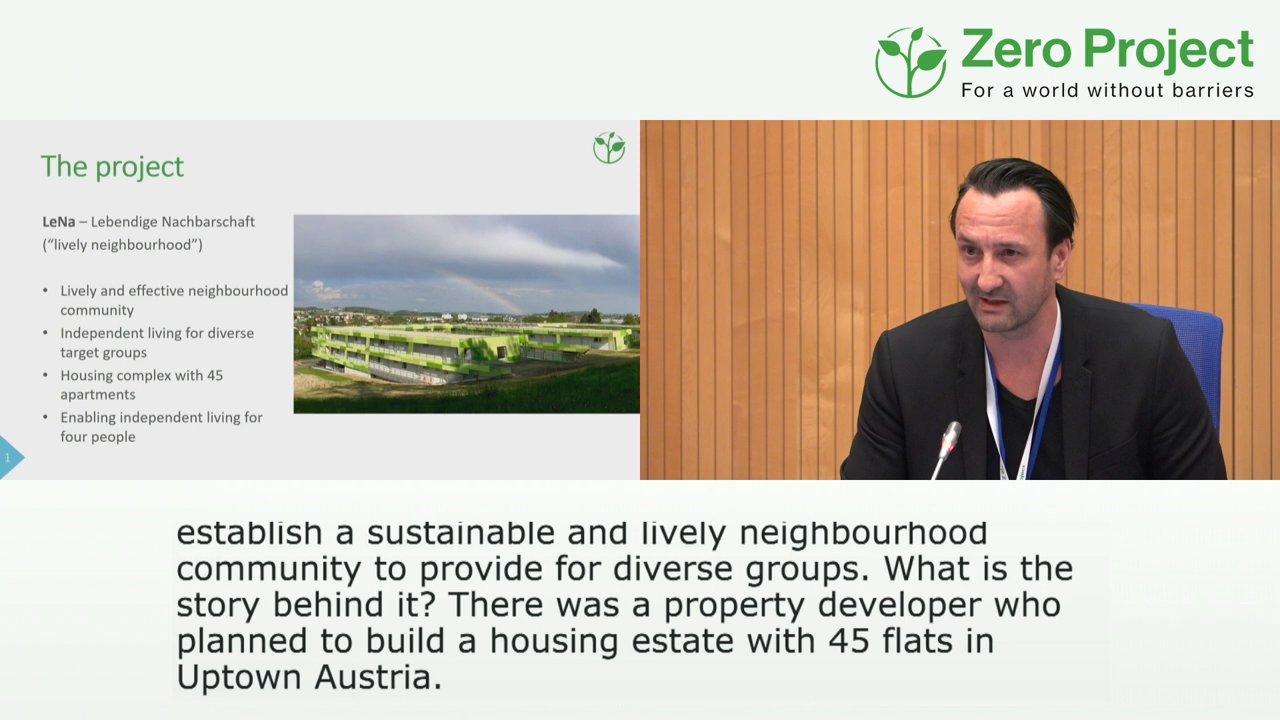 Zero Project
For a world without barriers
The project
LeNa – Lebendige Nachbarschaft
(“lively neighbourhood”)
• Lively and effective neighbourhood
community
• Independent living for diverse
target groups
• Housing complex with 45
apartments
• Enabling independent living for
four people
1
establish a sustainable and lively neighbourhood
community to provide for diverse groups. What is the
story behind it? There was a property developer who
planned to build a housing estate with 45 flats in
Uptown Austria.